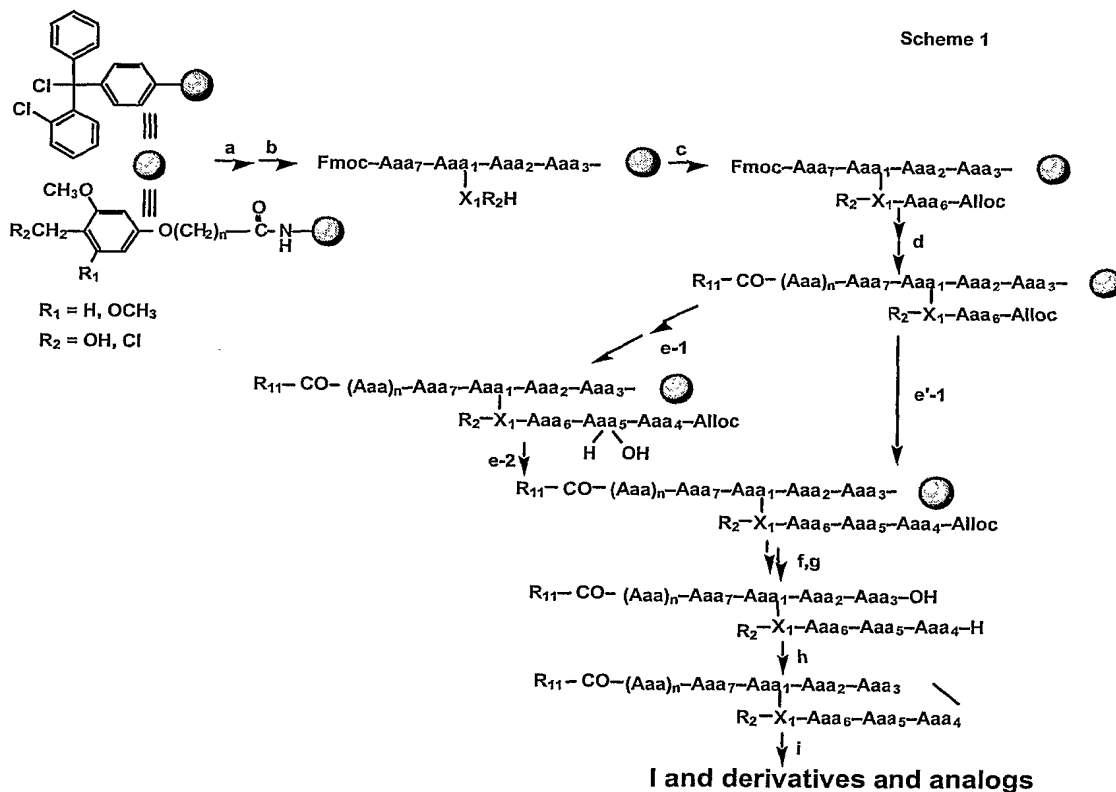 Scheme 1
Cl
Cl
a b
Fmoc–Aaa7–Aaa1–Aaa2–Aaa3–
X1R2H
c
Fmoc–Aaa7–Aaa1–Aaa2–Aaa3–
R2–X1–Aaa6–Alloc
CH3O
R2CH2
O(CH2)n
C
O
N
H
R1
R1 = H, OCH3
R2 = OH, Cl
d
R11–CO–(Aaa)n–Aaa7–Aaa1–Aaa2–Aaa3–
R2–X1–Aaa6–Alloc
e-1
e'-1
R11–CO–(Aaa)n–Aaa7–Aaa1–Aaa2–Aaa3–
R2–X1–Aaa6–Aaa5–Aaa4–Alloc
H OH
e-2
R11–CO–(Aaa)n–Aaa7–Aaa1–Aaa2–Aaa3–
R2–X1–Aaa6–Aaa5–Aaa4–Alloc
f,g
R11–CO–(Aaa)n–Aaa7–Aaa1–Aaa2–Aaa3–OH
R2–X1–Aaa6–Aaa5–Aaa4–H
h
R11–CO–(Aaa)n–Aaa7–Aaa1–Aaa2–Aaa3
R2–X1–Aaa6–Aaa5–Aaa4
i
I and derivatives and analogs